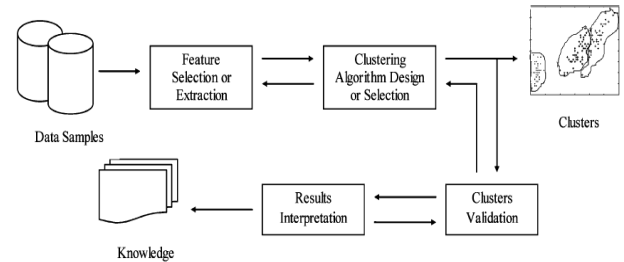 Feature
Selection or
Extraction
Clustering
Algorithm Design
or Selection
Data Samples
Clusters
Results
Interpretation
Clusters
Validation
Knowledge